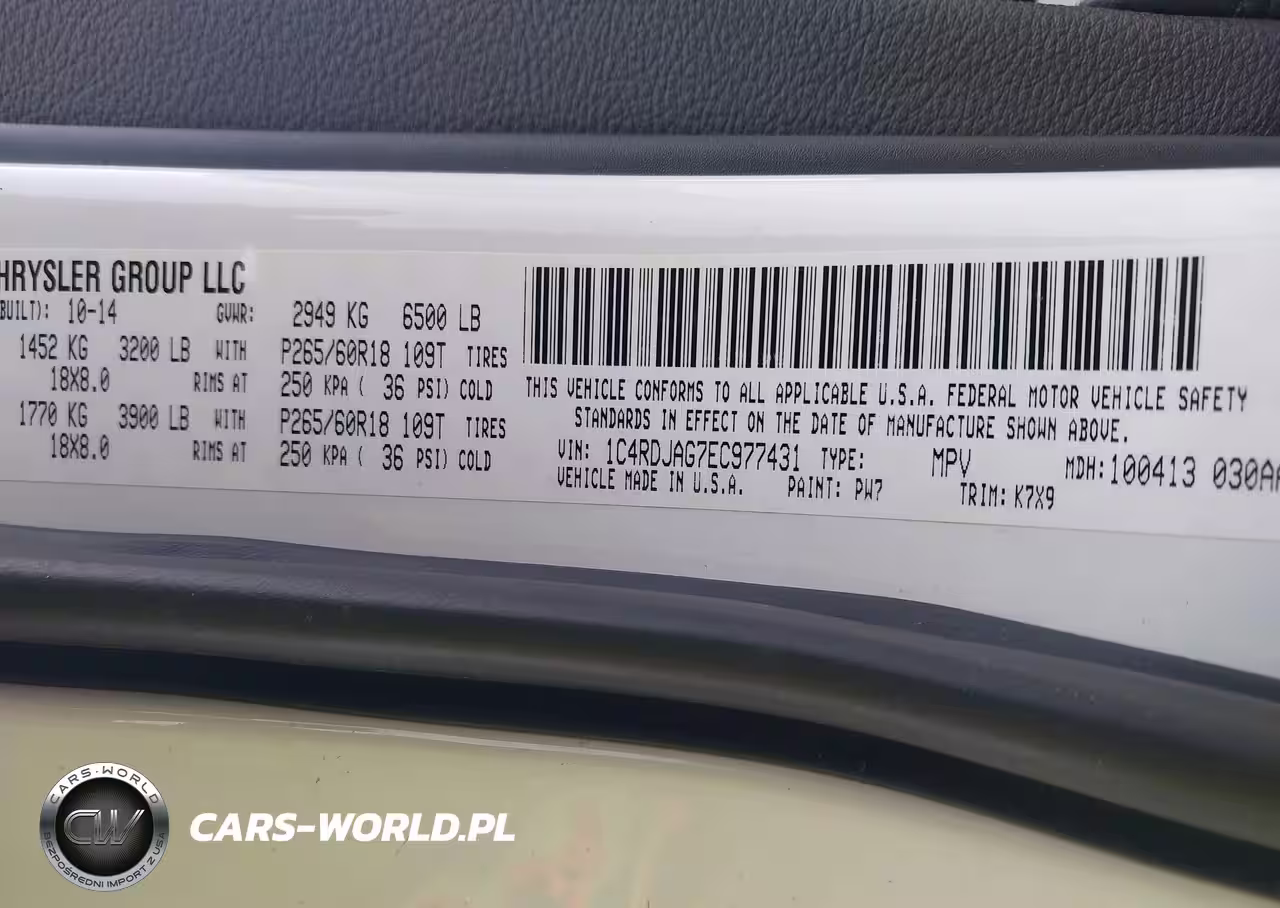 HRYSLER GROUP LLC
BUILT): 10-14 GVWR: 2949 KG 6500 LB
1452 KG 3200 LB WITH P265/60R18 109T TIRES
18X8.0 RIMS AT 250 KPA ( 36 PSI) COLD
1770 KG 3900 LB WITH P265/60R18 109T TIRES
18X8.0 RIMS AT 250 KPA ( 36 PSI) COLD
THIS VEHICLE CONFORMS TO ALL APPLICABLE U.S.A. FEDERAL MOTOR VEHICLE SAFETY
STANDARDS IN EFFECT ON THE DATE OF MANUFACTURE SHOWN ABOVE.
VIN: 1C4RDJAG7EC977431 TYPE: MPV MDH:100413 030AA
VEHICLE MADE IN U.S.A. PAINT: PW7 TRIM: K7X9
CARS-WORLD
CW
BEZPOŚREDNI IMPORT Z USA
CARS-WORLD.PL